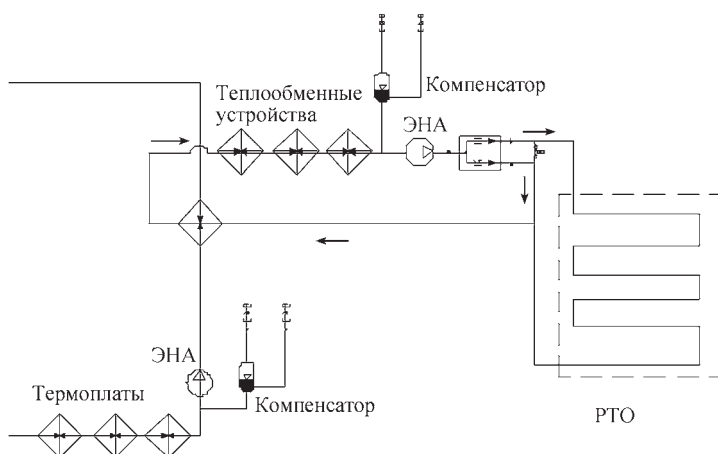 Теплообменные
устройства
Компенсатор
ЭНА
ЭНА
Термоплаты
Компенсатор
РТО